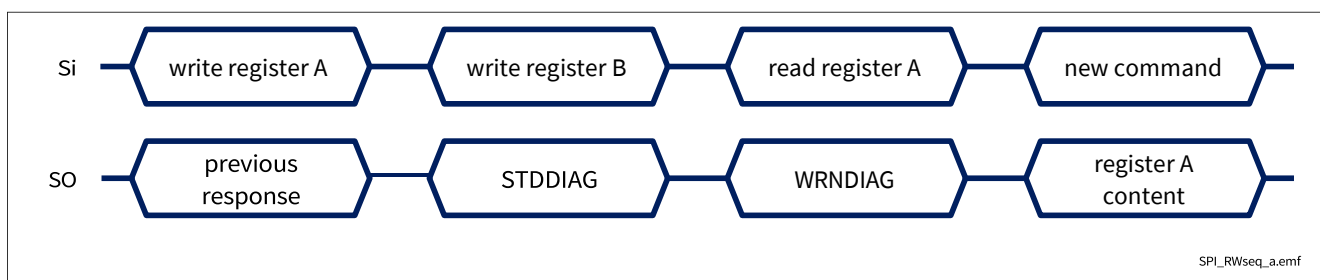 Si
write register A
write register B
read register A
new command
SO
previous
response
STDDIAG
WRNDIAG
register A
content
SPI_RWseq_a.emf